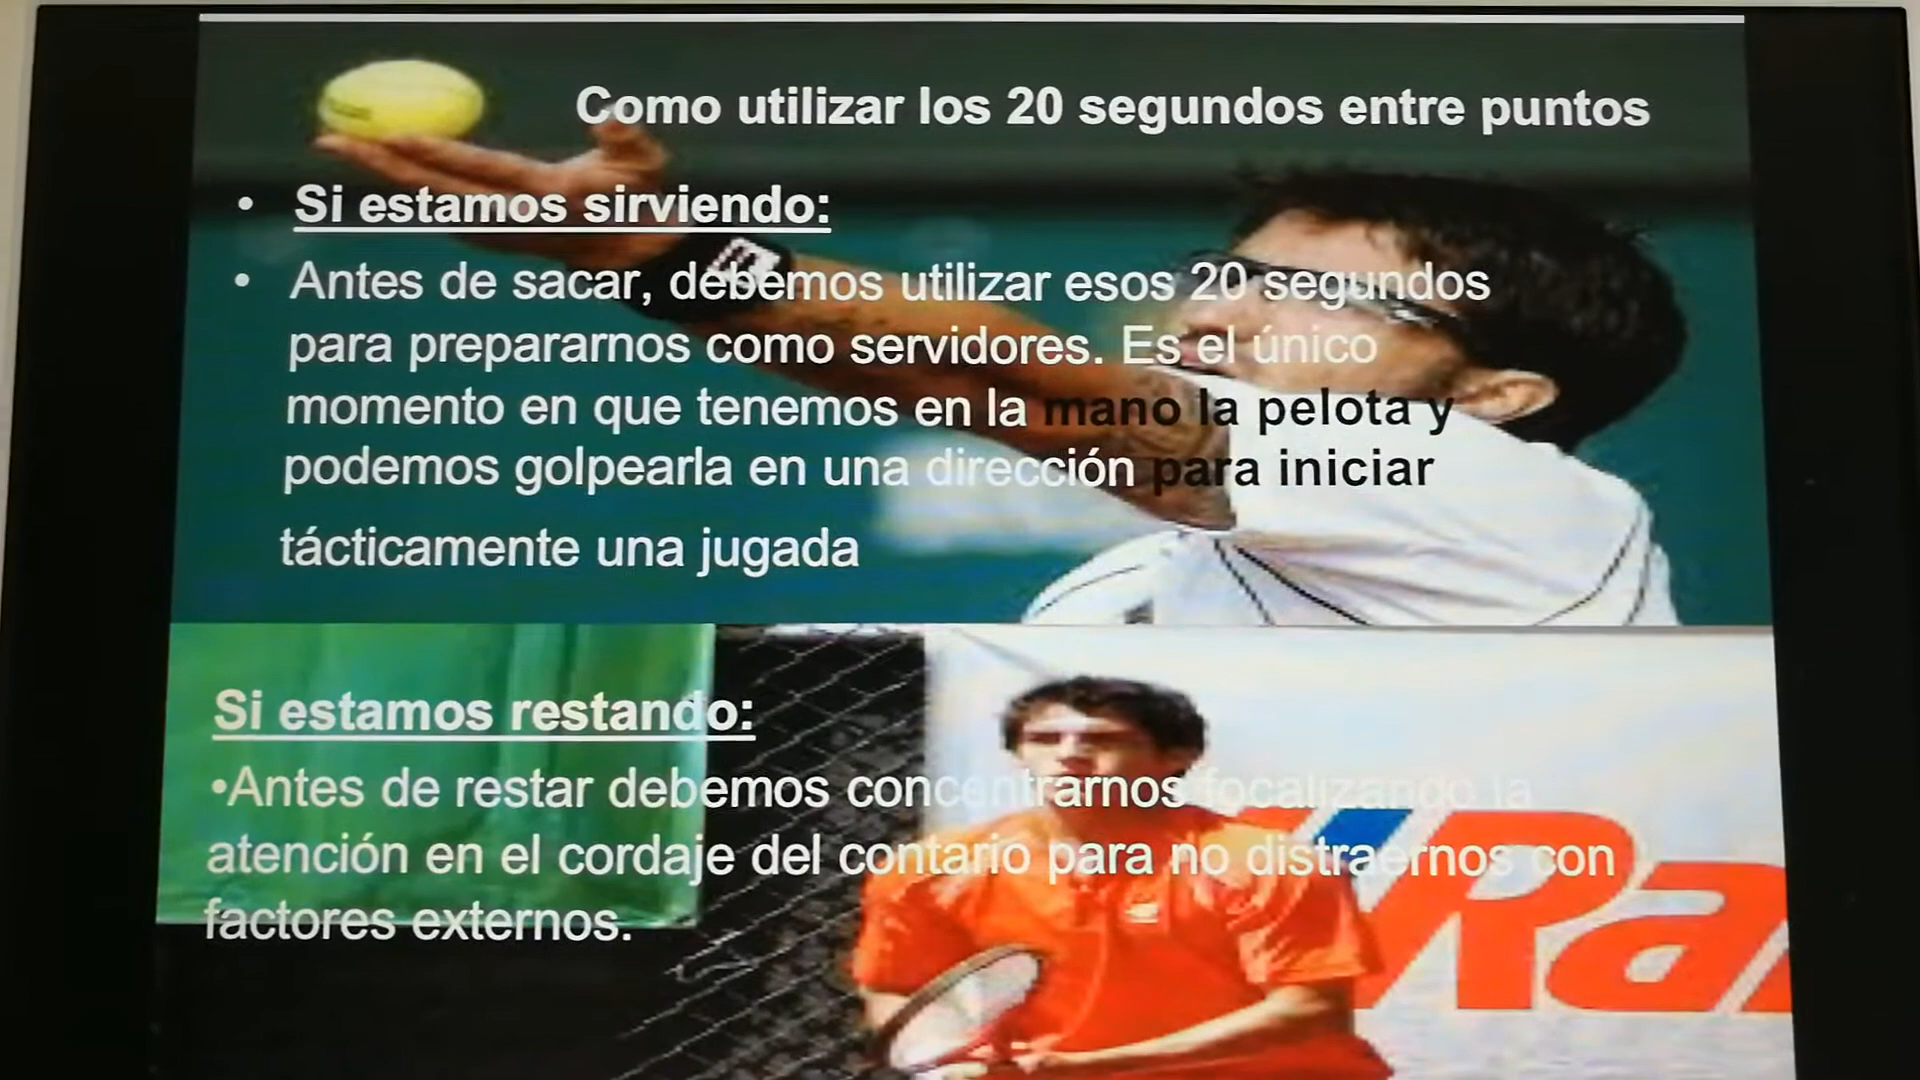 Como utilizar los 20 segundos entre puntos
• Si estamos sirviendo:
• Antes de sacar, debemos utilizar esos 20 segundos
para prepararnos como servidores. Es el único
momento en que tenemos en la mano la pelota y
podemos golpearla en una dirección para iniciar
tácticamente una jugada
Si estamos restando:
•Antes de restar debemos concentrarnos focalizando la
atención en el cordaje del contario para no distraernos con
factores externos.
Ra